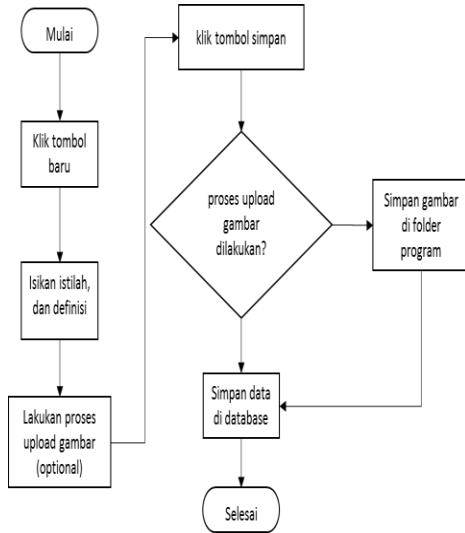 Mulai
Klik tombol
baru
Isikan istilah,
dan definisi
Lakukan proses
upload gambar
(optional)
klik tombol simpan
proses upload
gambar
dilakukan?
Simpan gambar
di folder
program
Simpan data
di database
Selesai